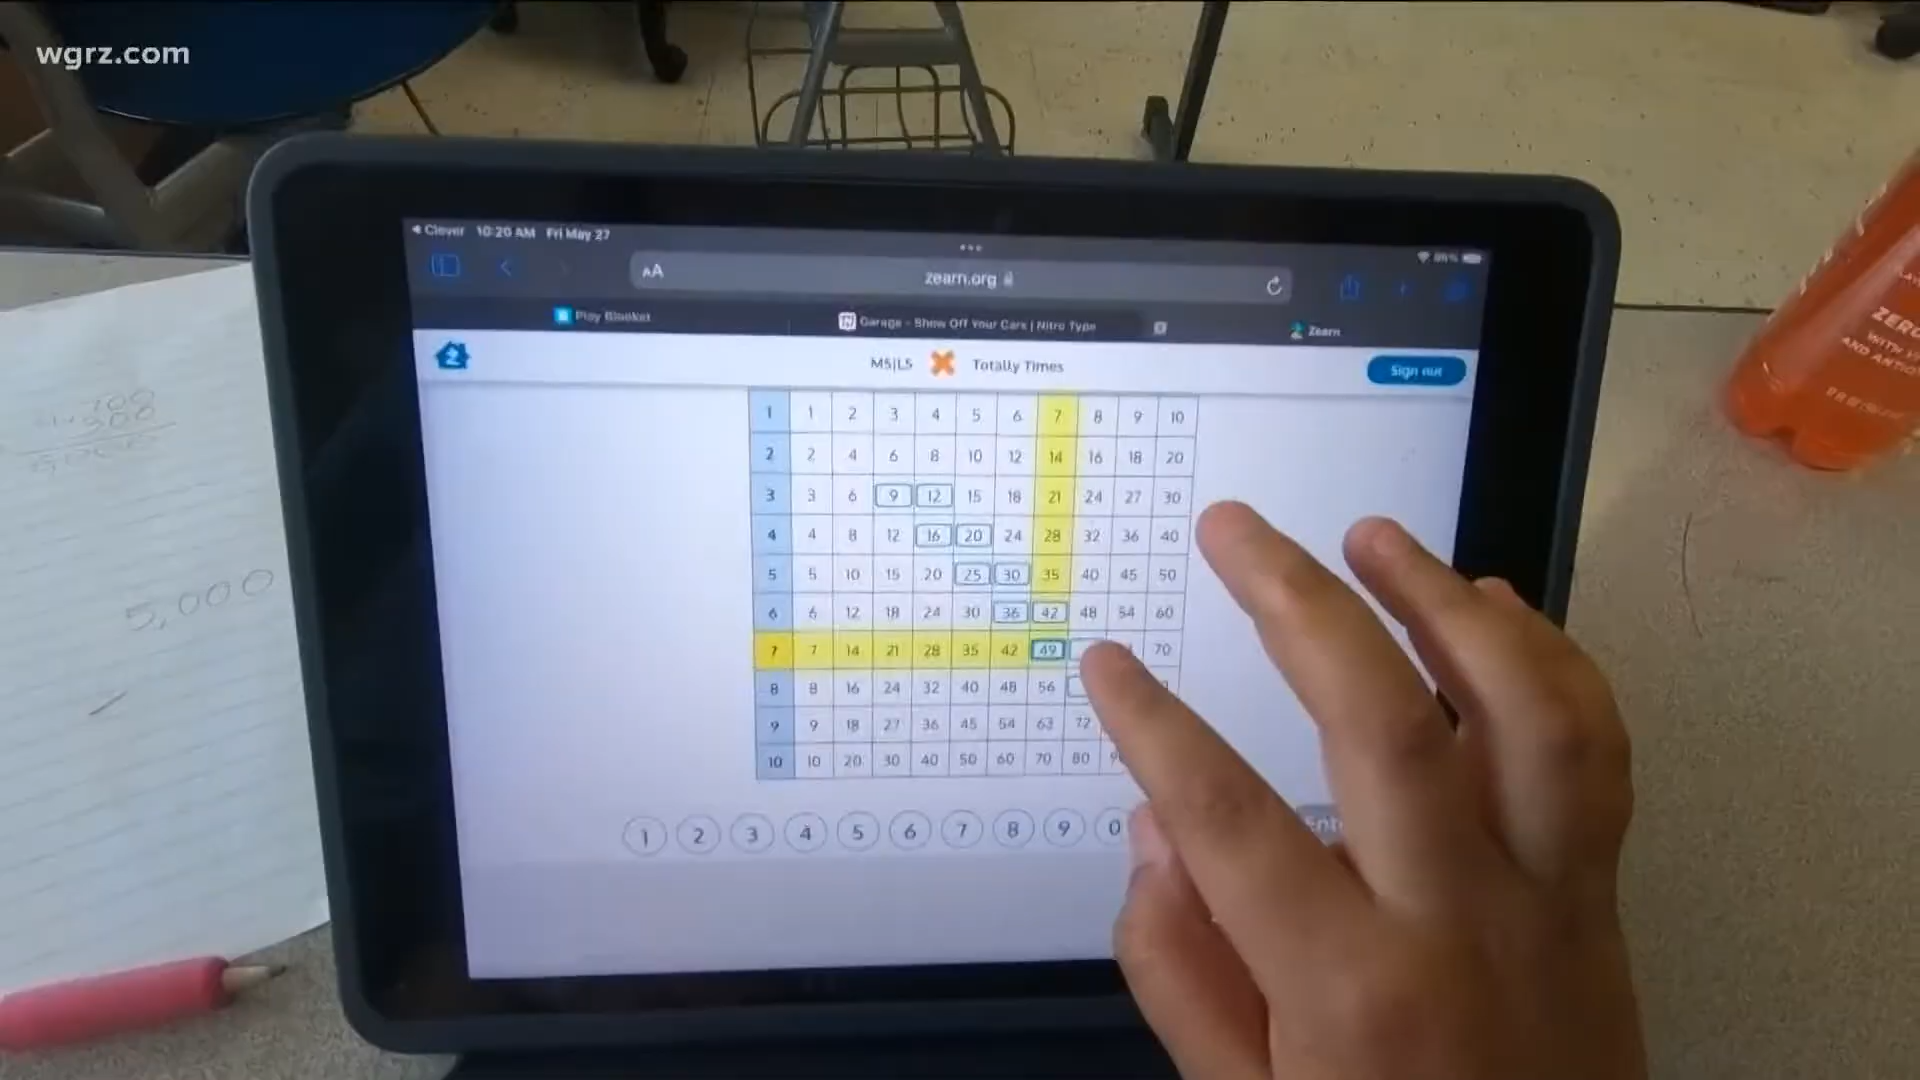 wgrz.com
Clever 10:20 AM Fri May 27
AA
zearn.org
Play Blooket
Garage - Show Off Your Cars | Nitro Type
Zearn
M5|L5
Totally Times
Sign out
1 1 2 3 4 5 6 7 8 9 10
2 2 4 6 8 10 12 14 16 18 20
3 3 6 9 12 15 18 21 24 27 30
4 4 8 12 16 20 24 28 32 36 40
5 5 10 15 20 25 30 35 40 45 50
6 6 12 18 24 30 36 42 48 54 60
7 7 14 21 28 35 42 49 70
8 8 16 24 32 40 48 56
9 9 18 27 36 45 54 63 72
10 10 20 30 40 50 60 70 80
1 2 3 4 5 6 7 8 9 0
5,000
ZERO